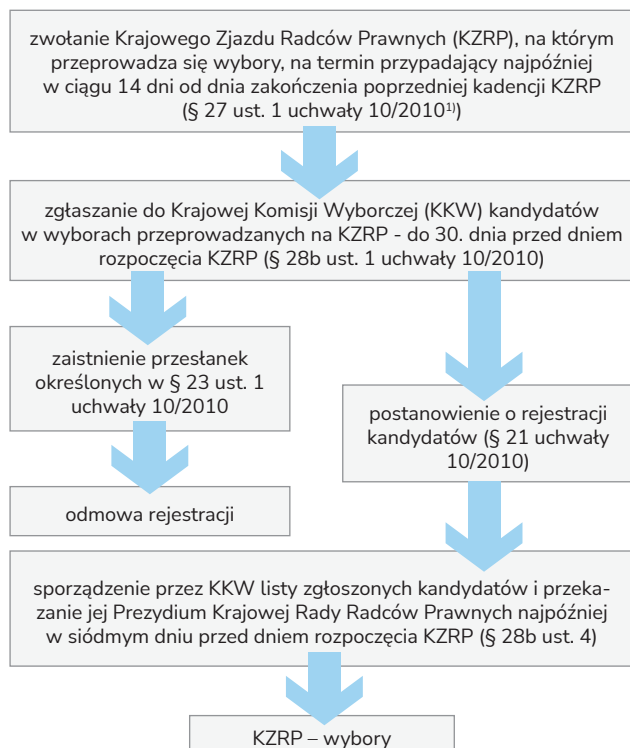 zwołanie Krajowego Zjazdu Radców Prawnych (KZRP), na którym
przeprowadza się wybory, na termin przypadający najpóźniej
w ciągu 14 dni od dnia zakończenia poprzedniej kadencji KZRP
(§ 27 ust. 1 uchwały 10/2010¹⁾)
zgłaszanie do Krajowej Komisji Wyborczej (KKW) kandydatów
w wyborach przeprowadzanych na KZRP - do 30. dnia przed dniem
rozpoczęcia KZRP (§ 28b ust. 1 uchwały 10/2010)
zaistnienie przesłanek
określonych w § 23 ust. 1
uchwały 10/2010
postanowienie o rejestracji
kandydatów (§ 21 uchwały
10/2010)
odmowa rejestracji
sporządzenie przez KKW listy zgłoszonych kandydatów i przeka-
zanie jej Prezydium Krajowej Rady Radców Prawnych najpóźniej
w siódmym dniu przed dniem rozpoczęcia KZRP (§ 28b ust. 4)
KZRP – wybory